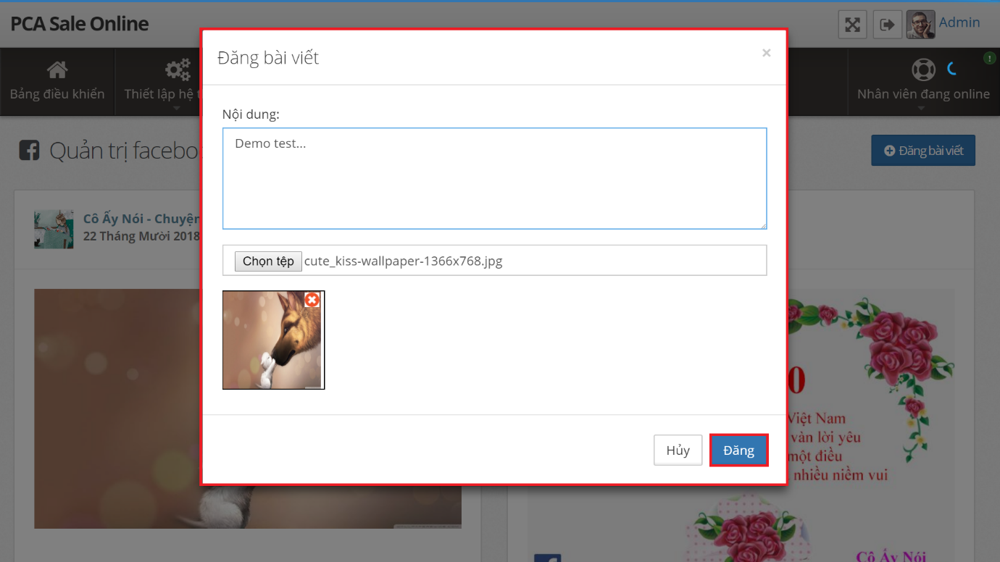 PCA Sale Online
Admin
Bảng điều khiển
Thiết lập hệ
Nhân viên đang online
Đăng bài viết
Nội dung:
Demo test...
Chọn tệp cute_kiss-wallpaper-1366x768.jpg
Hủy
Đăng
Quản trị
Đăng bài viết
Cô Ấy Nói - Chuyện
22 Tháng Mười 2018
0
Việt Nam
vàn lời yêu
một điều
nhiều niềm vui
Cô Ấy Nói